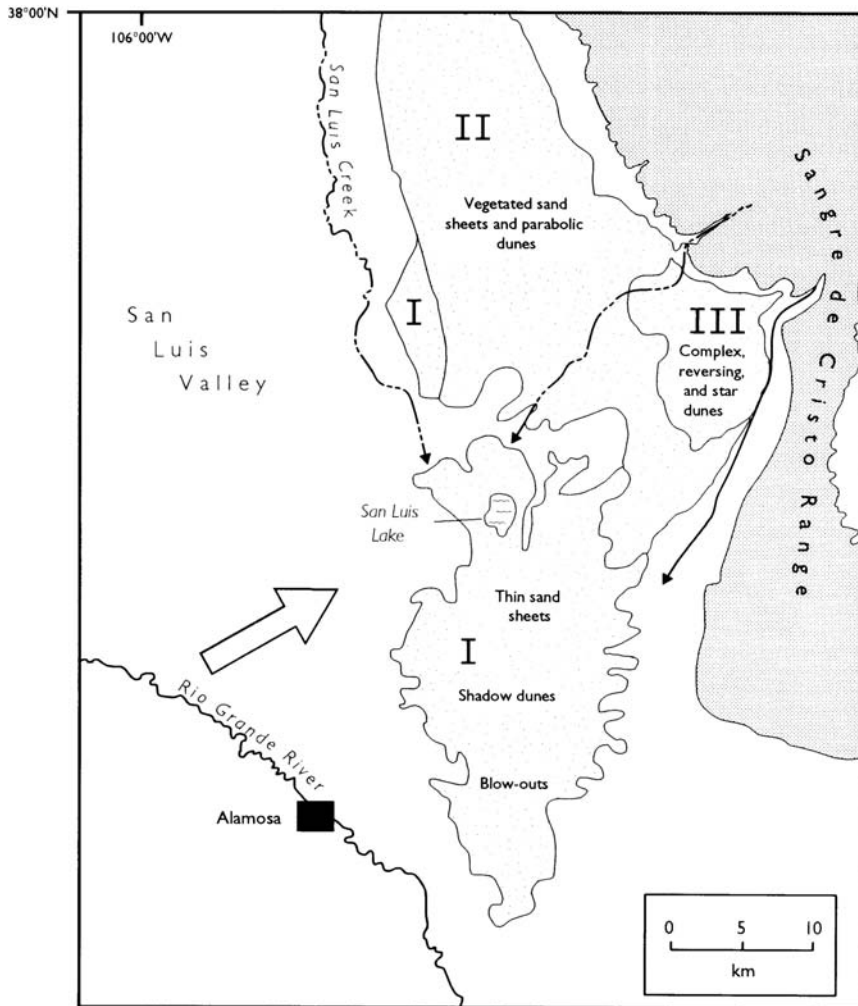 38°00'N
106°00'W
San Luis Creek
II
Vegetated sand
sheets and parabolic
dunes
I
III
Complex,
reversing,
and star
dunes
Sangre de Cristo Range
San
Luis
Valley
San Luis
Lake
Thin sand
sheets
I
Shadow dunes
Rio Grande River
Blow-outs
Alamosa
0 5 10
km